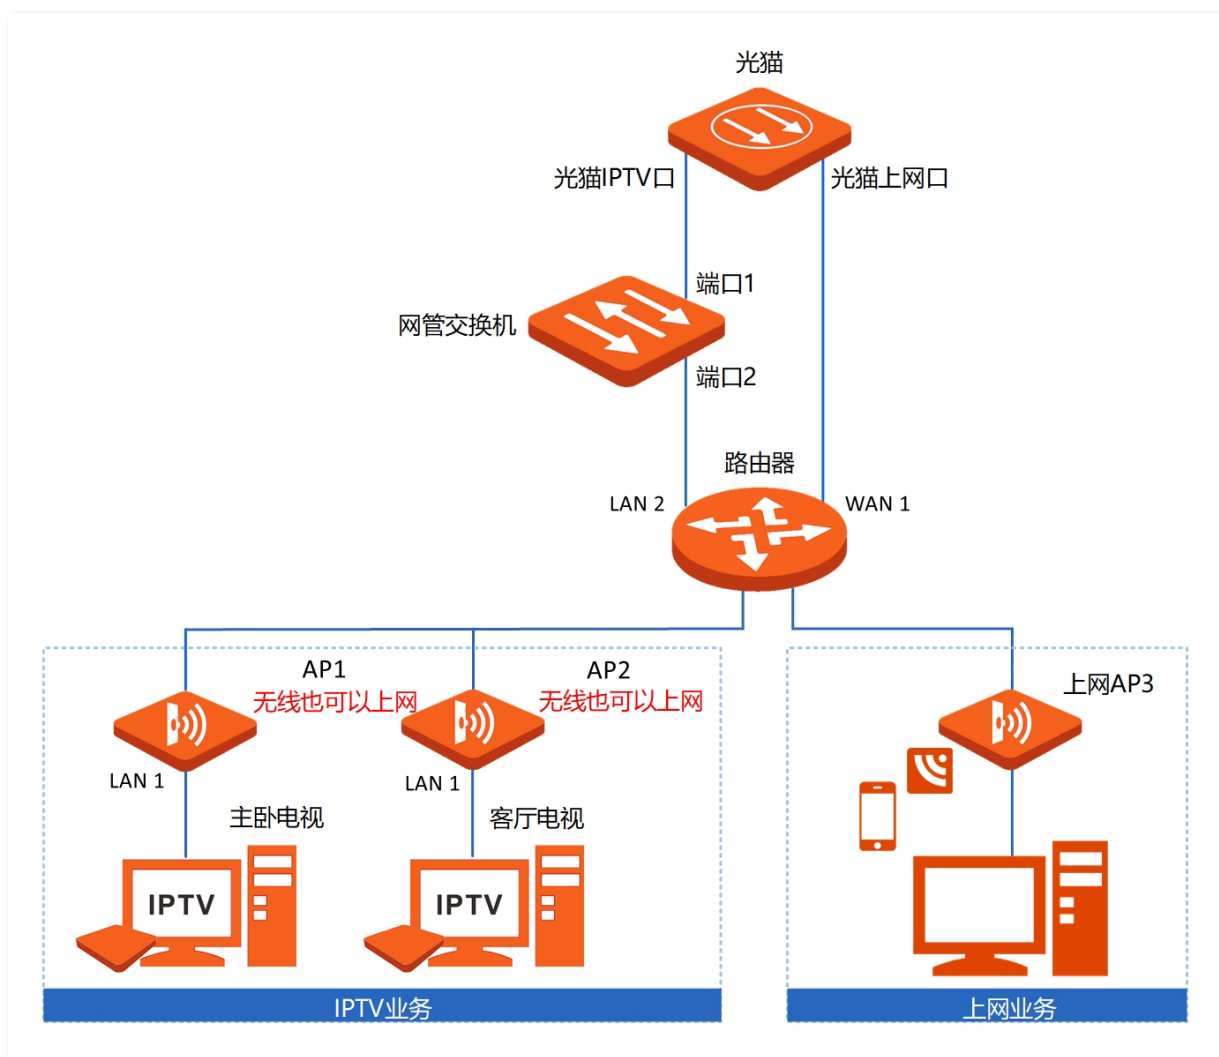 光猫
光猫IPTV口
光猫上网口
端口1
网管交换机
端口2
路由器
LAN 2
WAN 1
AP1
无线也可以上网
AP2
无线也可以上网
上网AP3
LAN 1
LAN 1
主卧电视
客厅电视
IPTV
IPTV
IPTV业务
上网业务